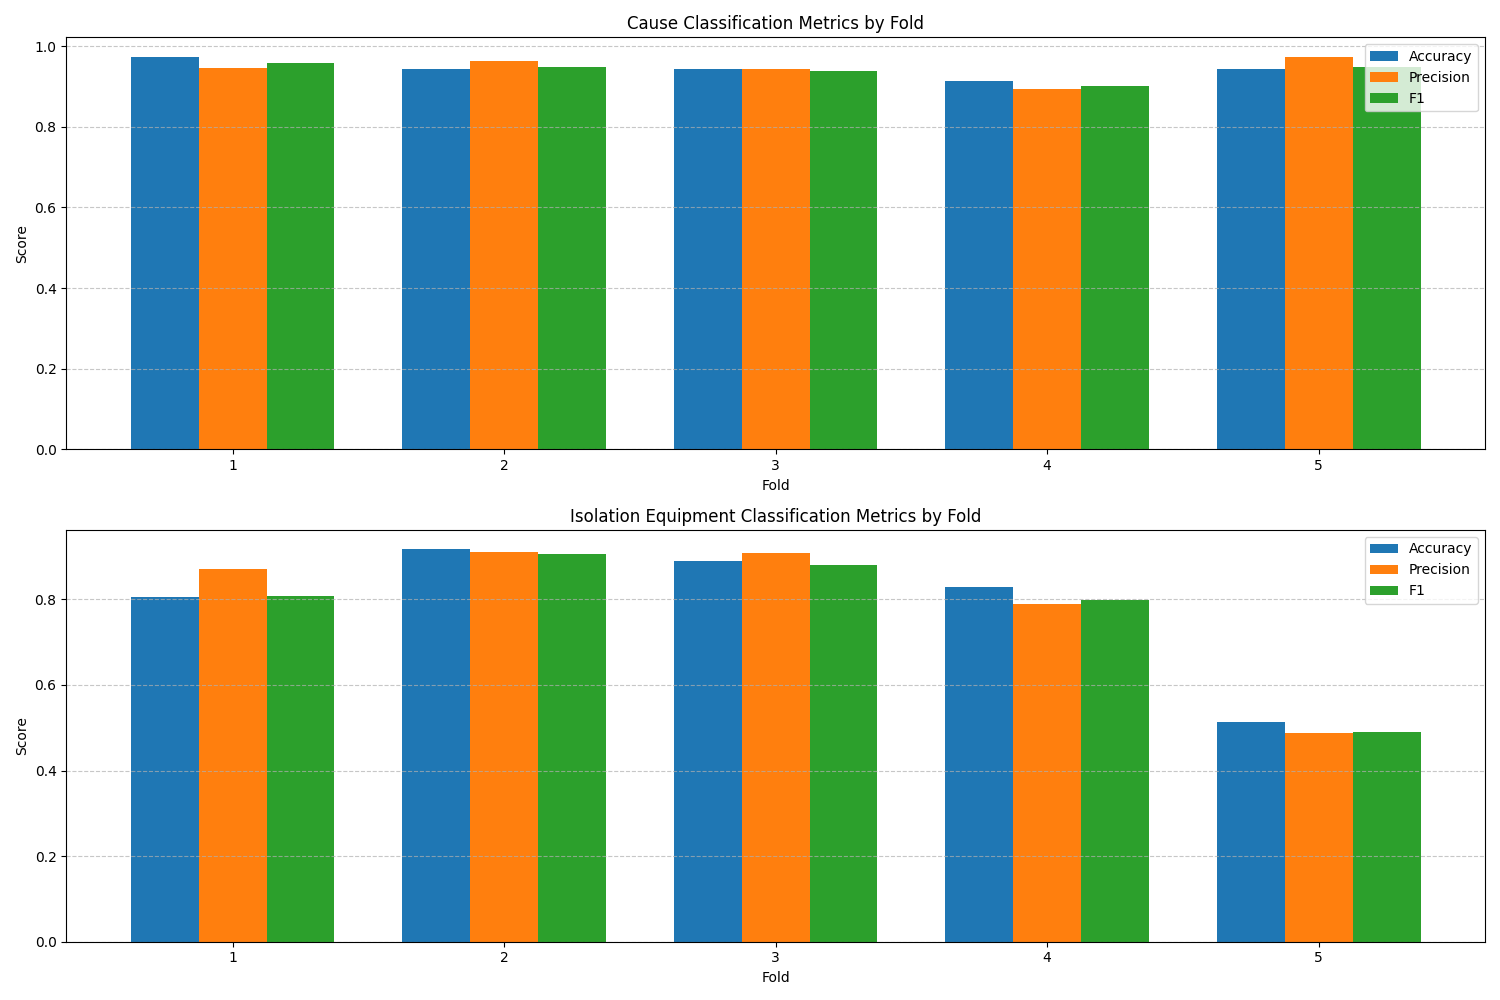 Cause Classification Metrics by Fold
1.0
0.8
0.6
0.4
0.2
0.0
Score
Accuracy
Precision
F1
1 2 3 4 5
Fold
Isolation Equipment Classification Metrics by Fold
0.8
0.6
0.4
0.2
0.0
Score
Accuracy
Precision
F1
1 2 3 4 5
Fold